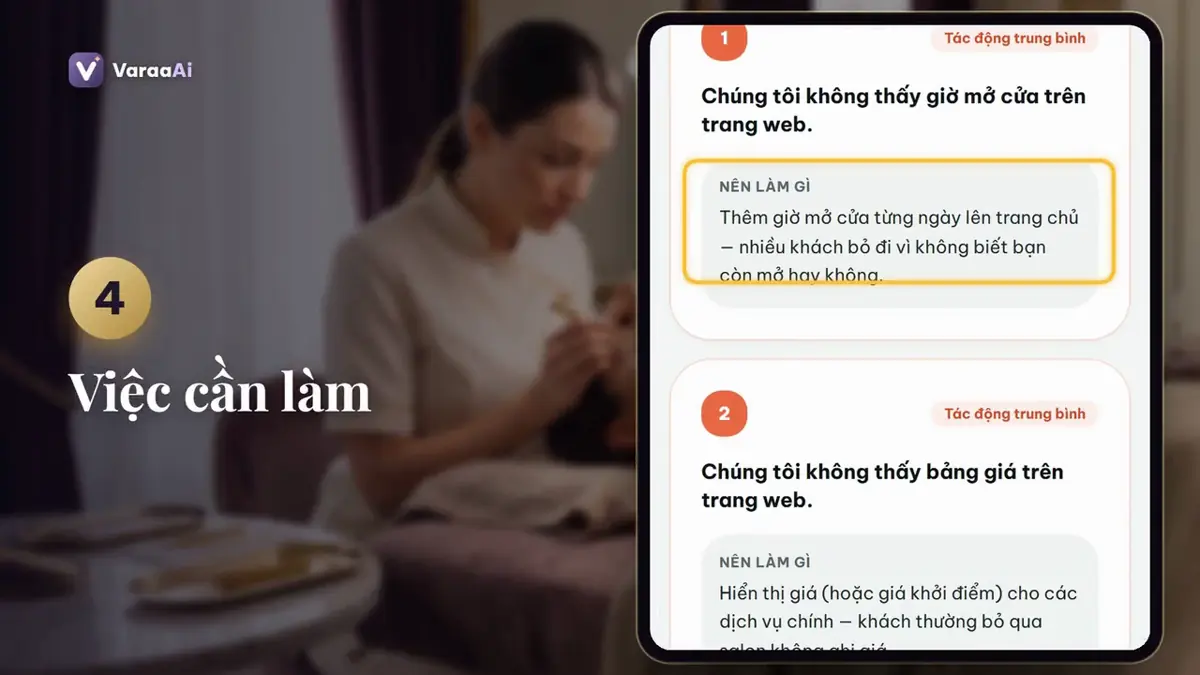 VaraaAi
4
Việc cần làm
1
Tác động trung bình
Chúng tôi không thấy giờ mở cửa trên
trang web.
NÊN LÀM GÌ
Thêm giờ mở cửa từng ngày lên trang chủ
— nhiều khách bỏ đi vì không biết bạn
còn mở hay không.
2
Tác động trung bình
Chúng tôi không thấy bảng giá trên
trang web.
NÊN LÀM GÌ
Hiển thị giá (hoặc giá khởi điểm) cho các
dịch vụ chính — khách thường bỏ qua
salon không ghi giá